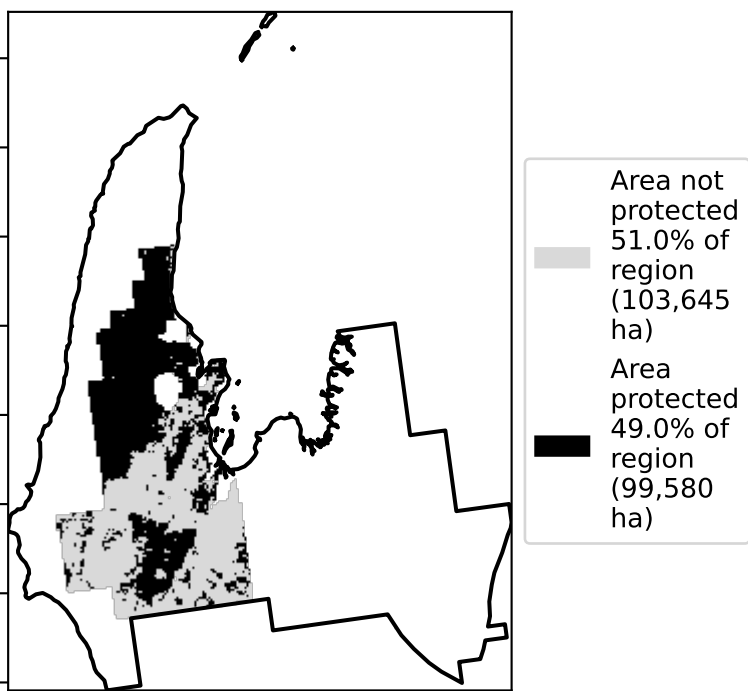 Area not
protected
51.0% of
region
(103,645
ha)
Area
protected
49.0% of
region
(99,580
ha)